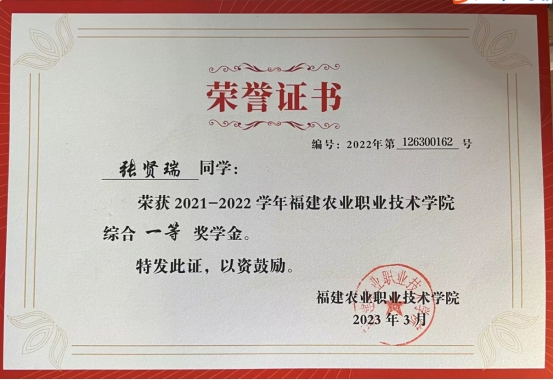 荣誉证书
编号：2022年第 126300162 号
张贤瑞 同学：
荣获 2021-2022 学年福建农业职业技术学院
综合 一等 奖学金。
特发此证，以资鼓励。
福建农业职业技术学院
2023 年 3 月